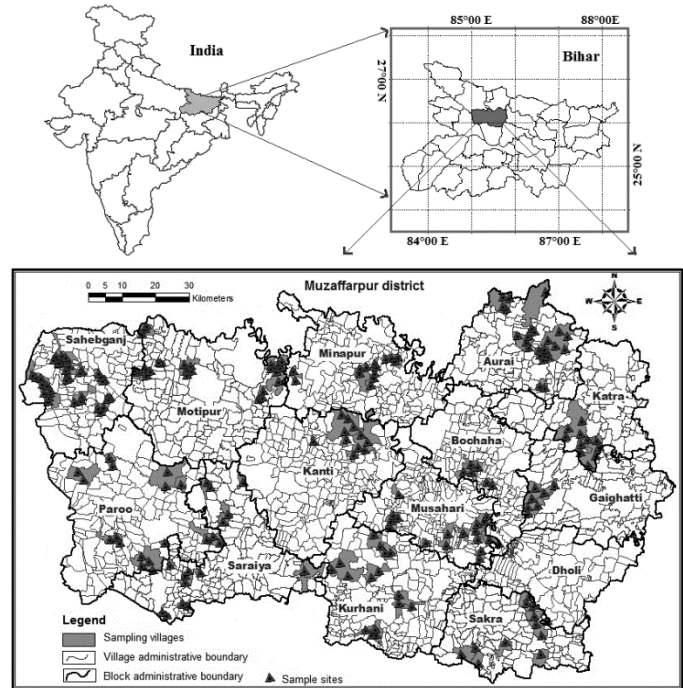 85°00 E 88°00 E
India
Bihar
27°00 N
25°00 N
84°00 E 87°00 E
0 5 10 20 30
Kilometers
Muzaffarpur district
N
W E
S
Sahebganj
Minapur
Aurai
Katra
Motipur
Bochaha
Kanti
Gaighatti
Paroo
Musahari
Saraiya
Dholi
Kurhani
Sakra
Legend
Sampling villages
Village administrative boundary
Block administrative boundary
Sample sites